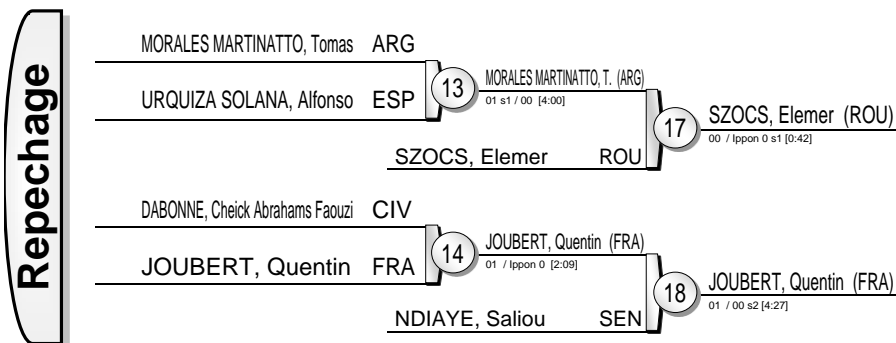 Repechage
MORALES MARTINATTO, Tomas ARG
URQUIZA SOLANA, Alfonso ESP
13
MORALES MARTINATTO, T. (ARG)
01 s1 / 00 [4:00]
SZOCS, Elemer ROU
17
SZOCS, Elemer (ROU)
00 / Ippon 0 s1 [0:42]
DABONNE, Cheick Abrahams Faouzi CIV
JOUBERT, Quentin FRA
14
JOUBERT, Quentin (FRA)
01 / Ippon 0 [2:09]
NDIAYE, Saliou SEN
18
JOUBERT, Quentin (FRA)
01 / 00 s2 [4:27]